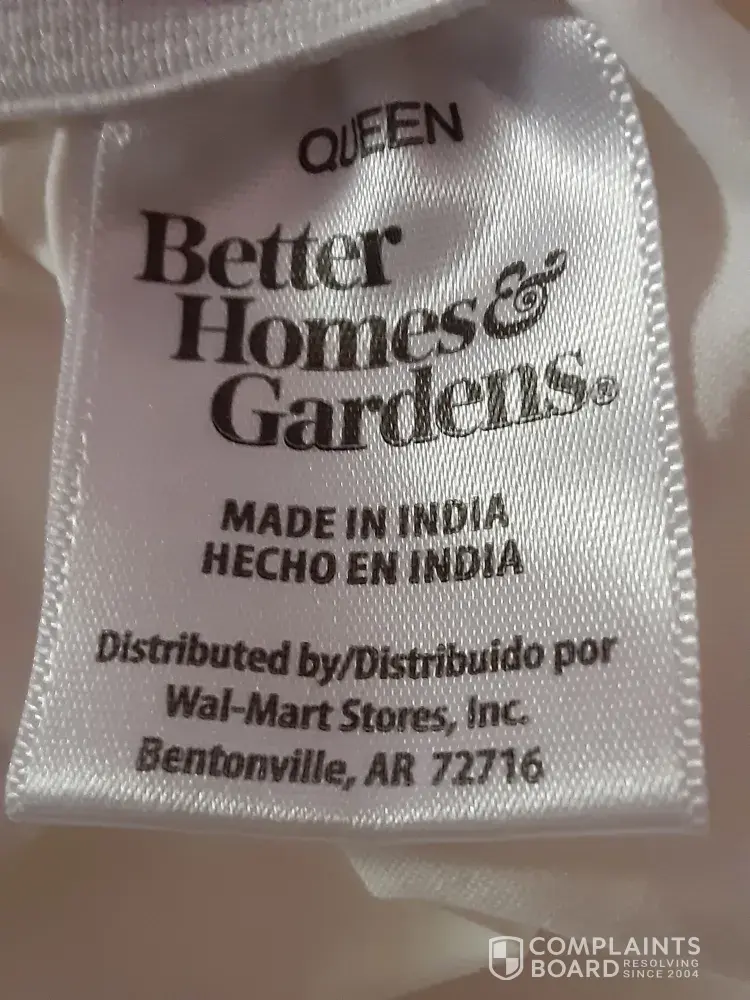 QUEEN
Better
Homes &
Gardens®
MADE IN INDIA
HECHO EN INDIA
Distributed by/Distribuido por
Wal-Mart Stores, Inc.
Bentonville, AR 72716
COMPLAINTS
BOARD RESOLVING
SINCE 2004